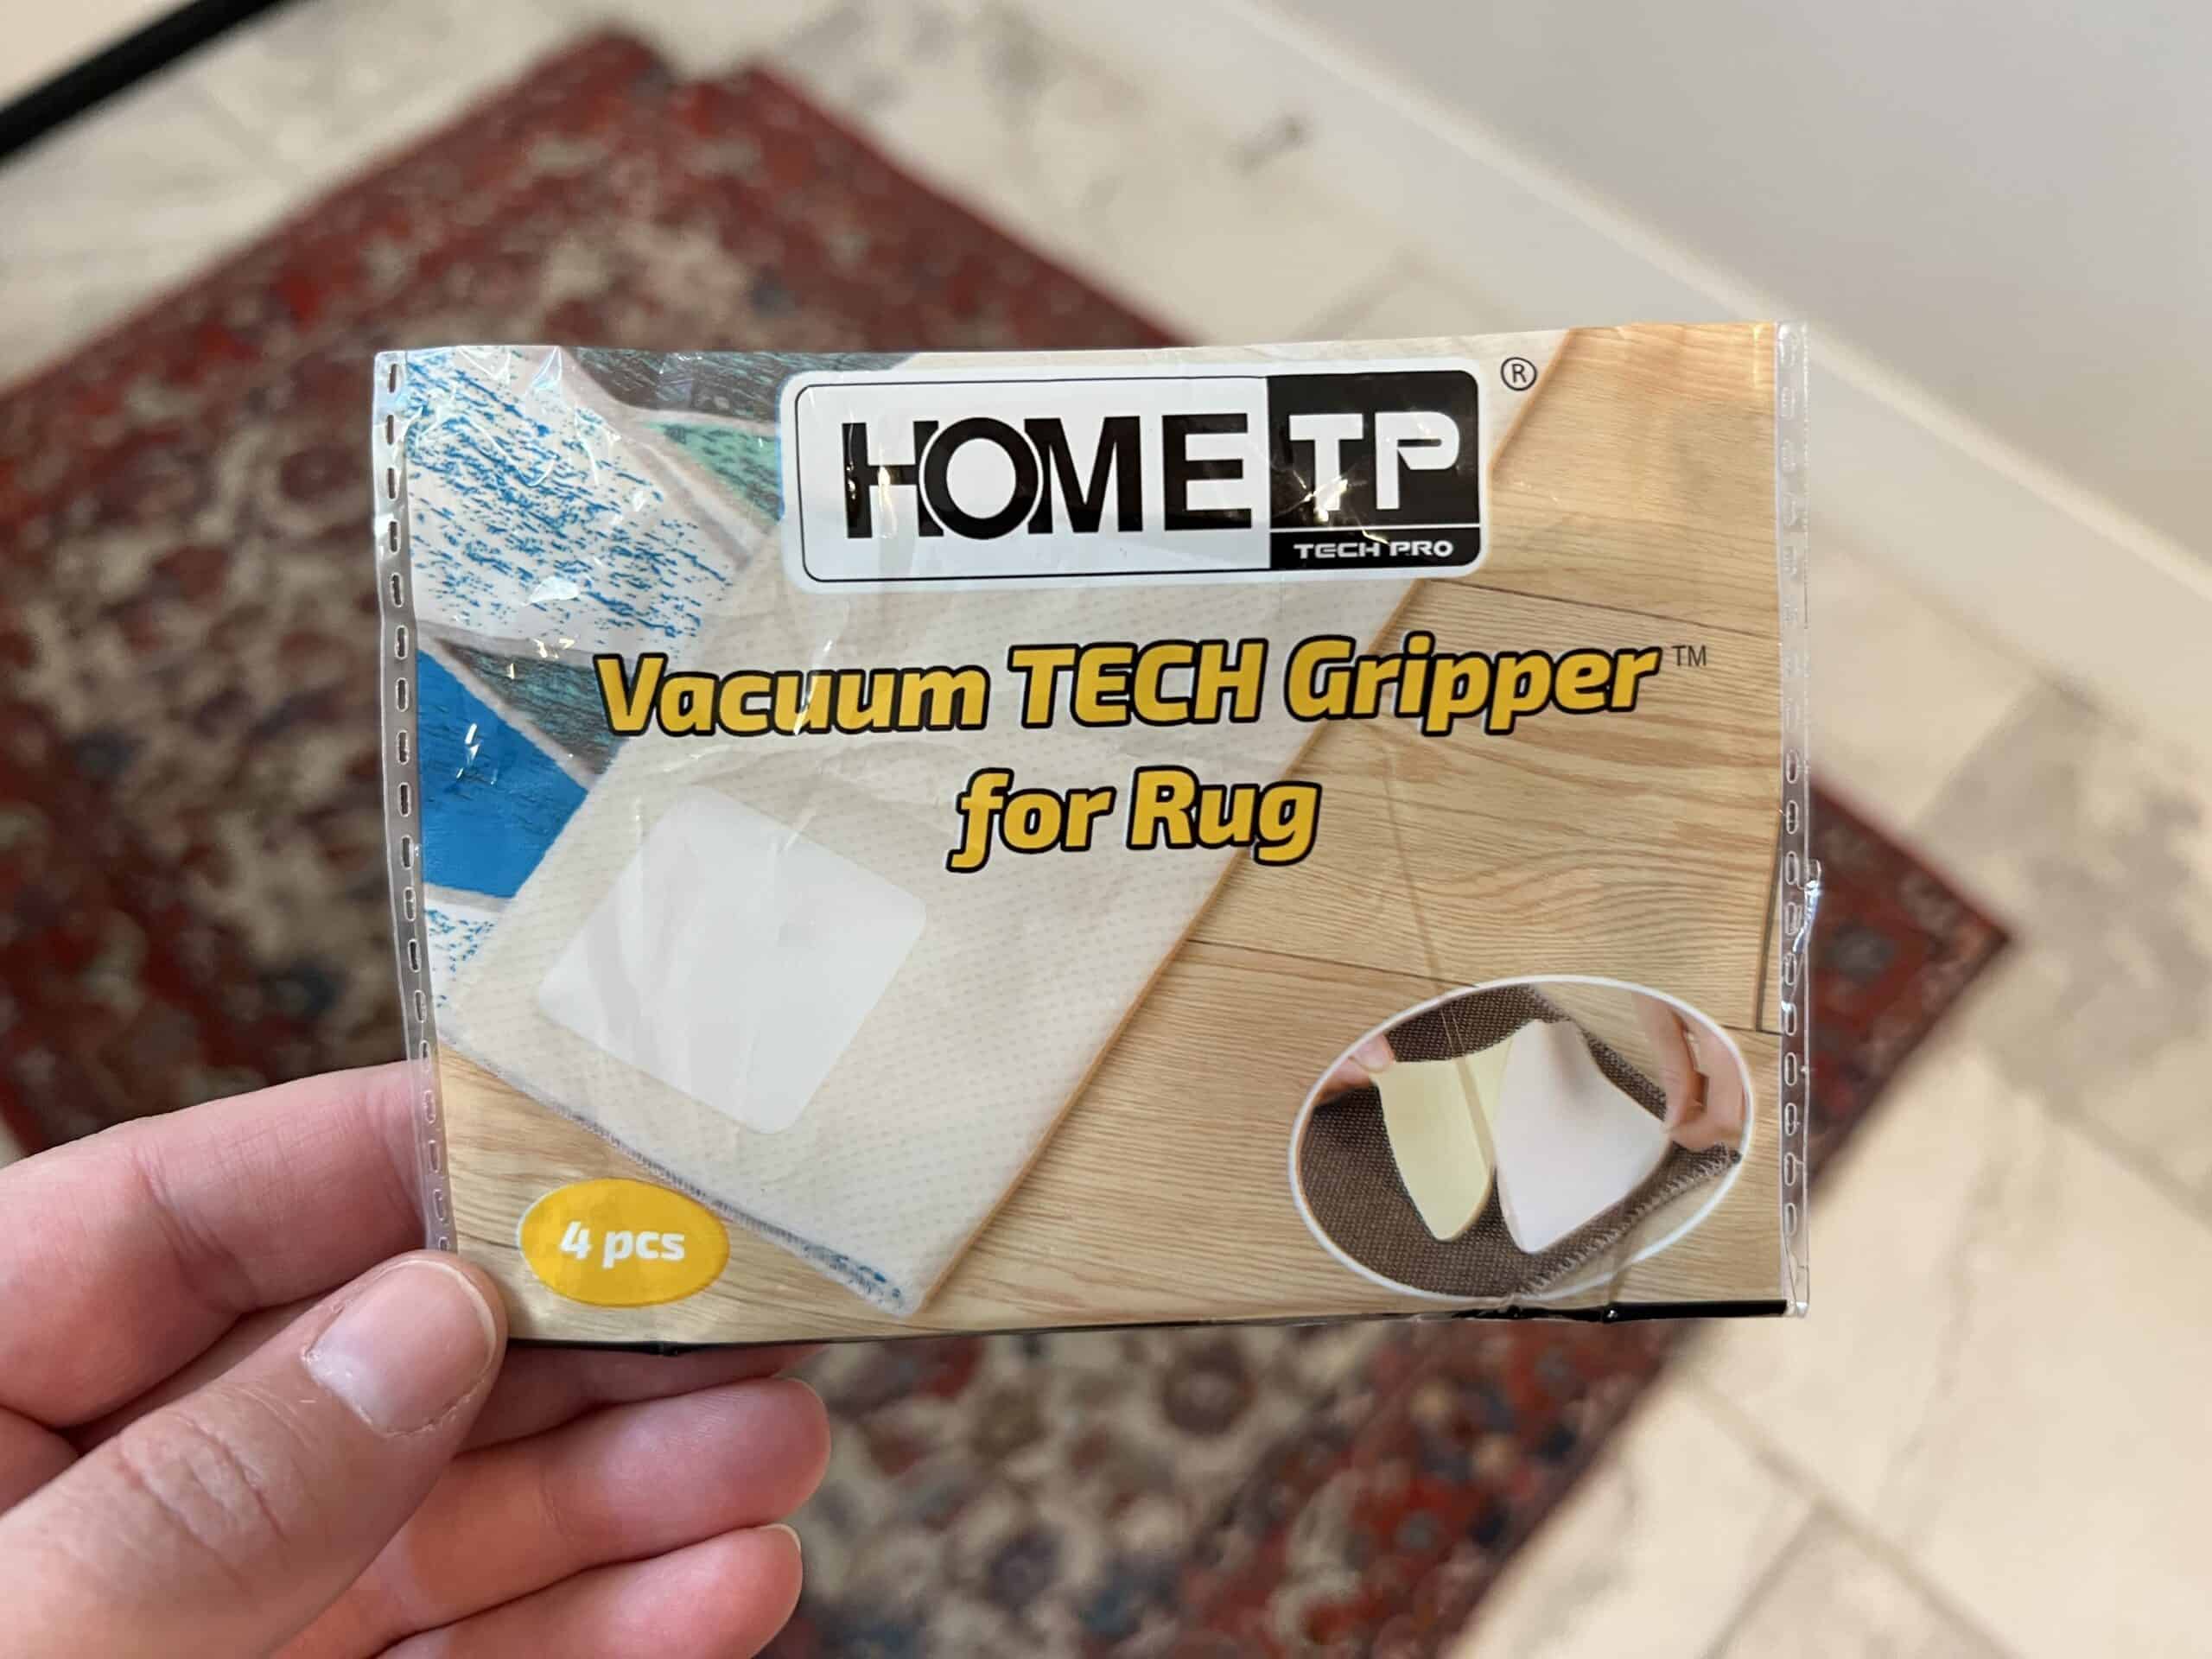 HOME TP ®
TECH PRO
Vacuum TECH Gripper™
for Rug
4 pcs